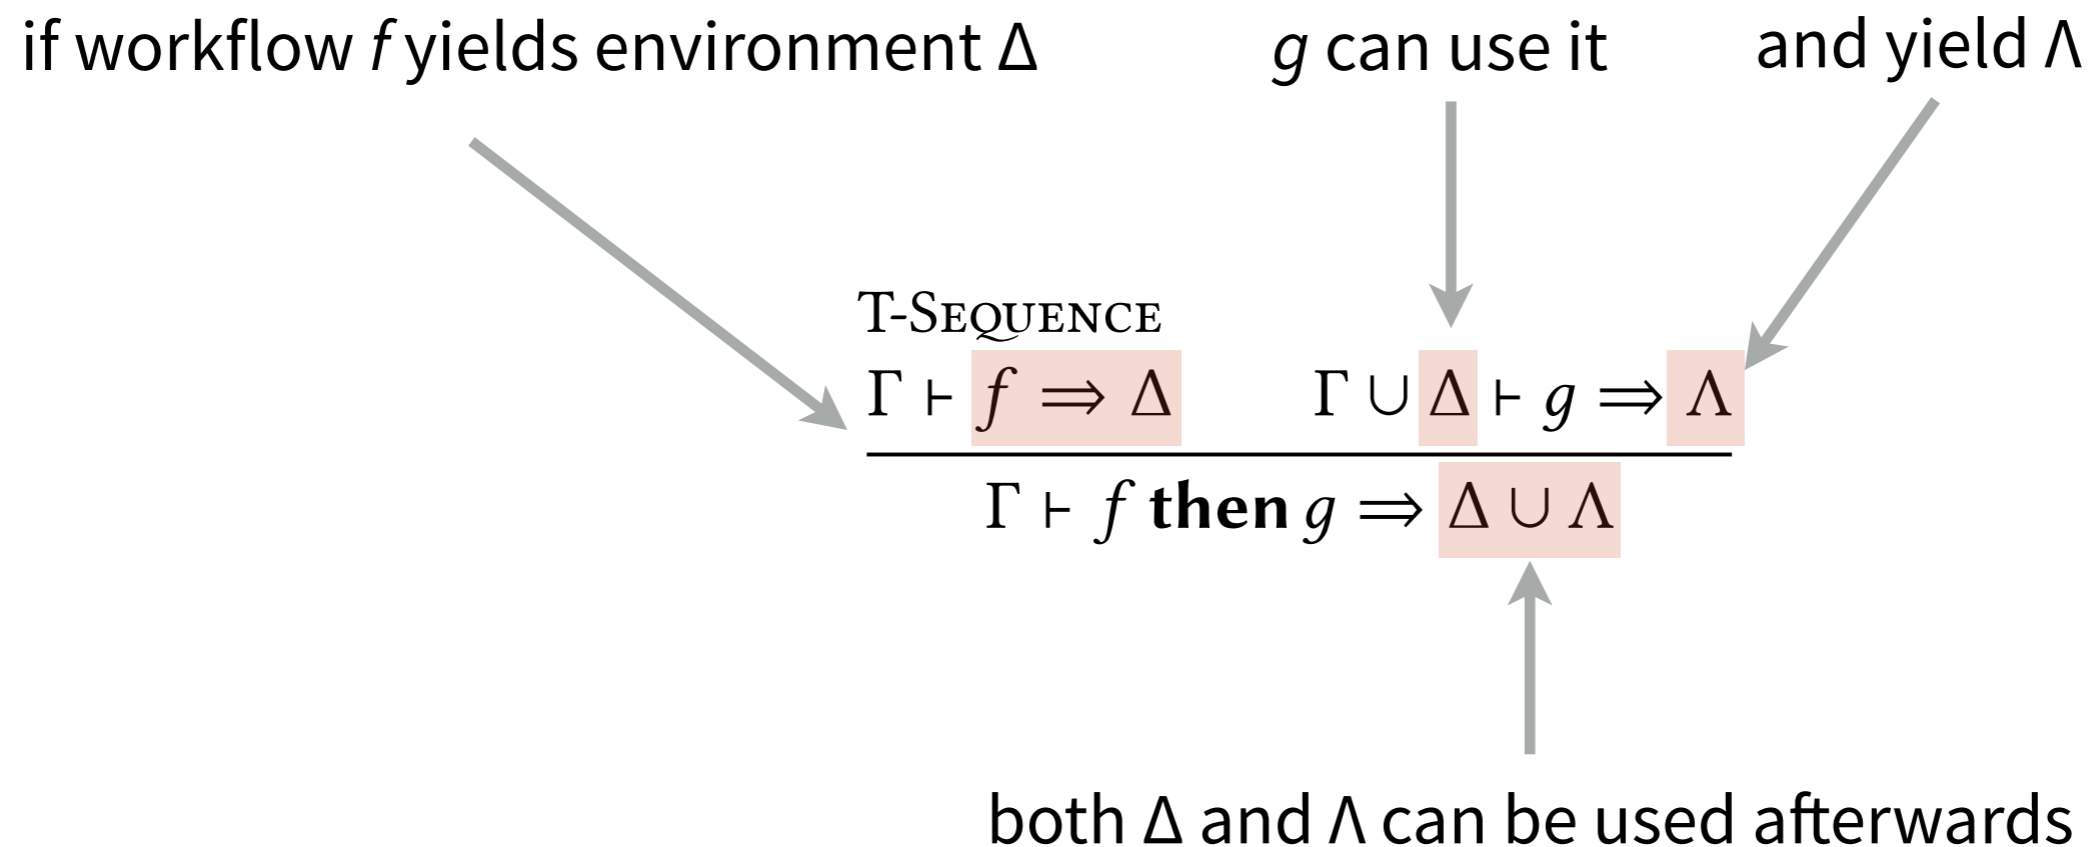 if workflow f yields environment Δ
g can use it
and yield Λ
T-Sequence
Γ ⊢ f ⇒ Δ Γ ∪ Δ ⊢ g ⇒ Λ
Γ ⊢ f then g ⇒ Δ ∪ Λ
both Δ and Λ can be used afterwards